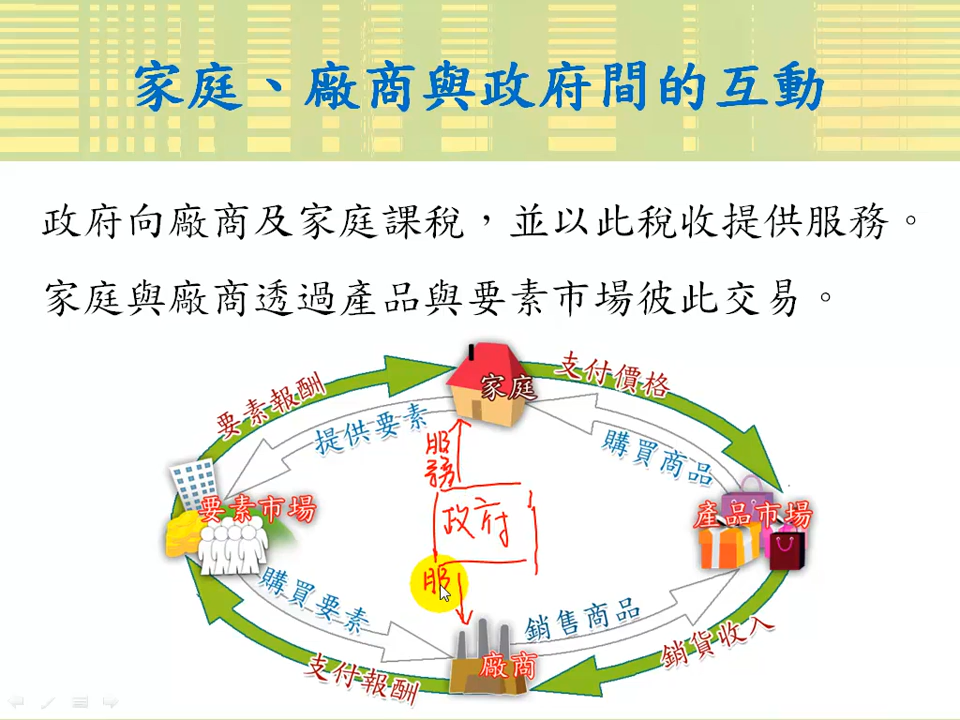 家庭、廠商與政府間的互動
政府向廠商及家庭課稅，並以此稅收提供服務。
家庭與廠商透過產品與要素市場彼此交易。
要素報酬
家庭
支付價格
提供要素
服務
購買商品
要素市場
政府
產品市場
服
購買要素
銷售商品
支付報酬
廠商
銷貨收入